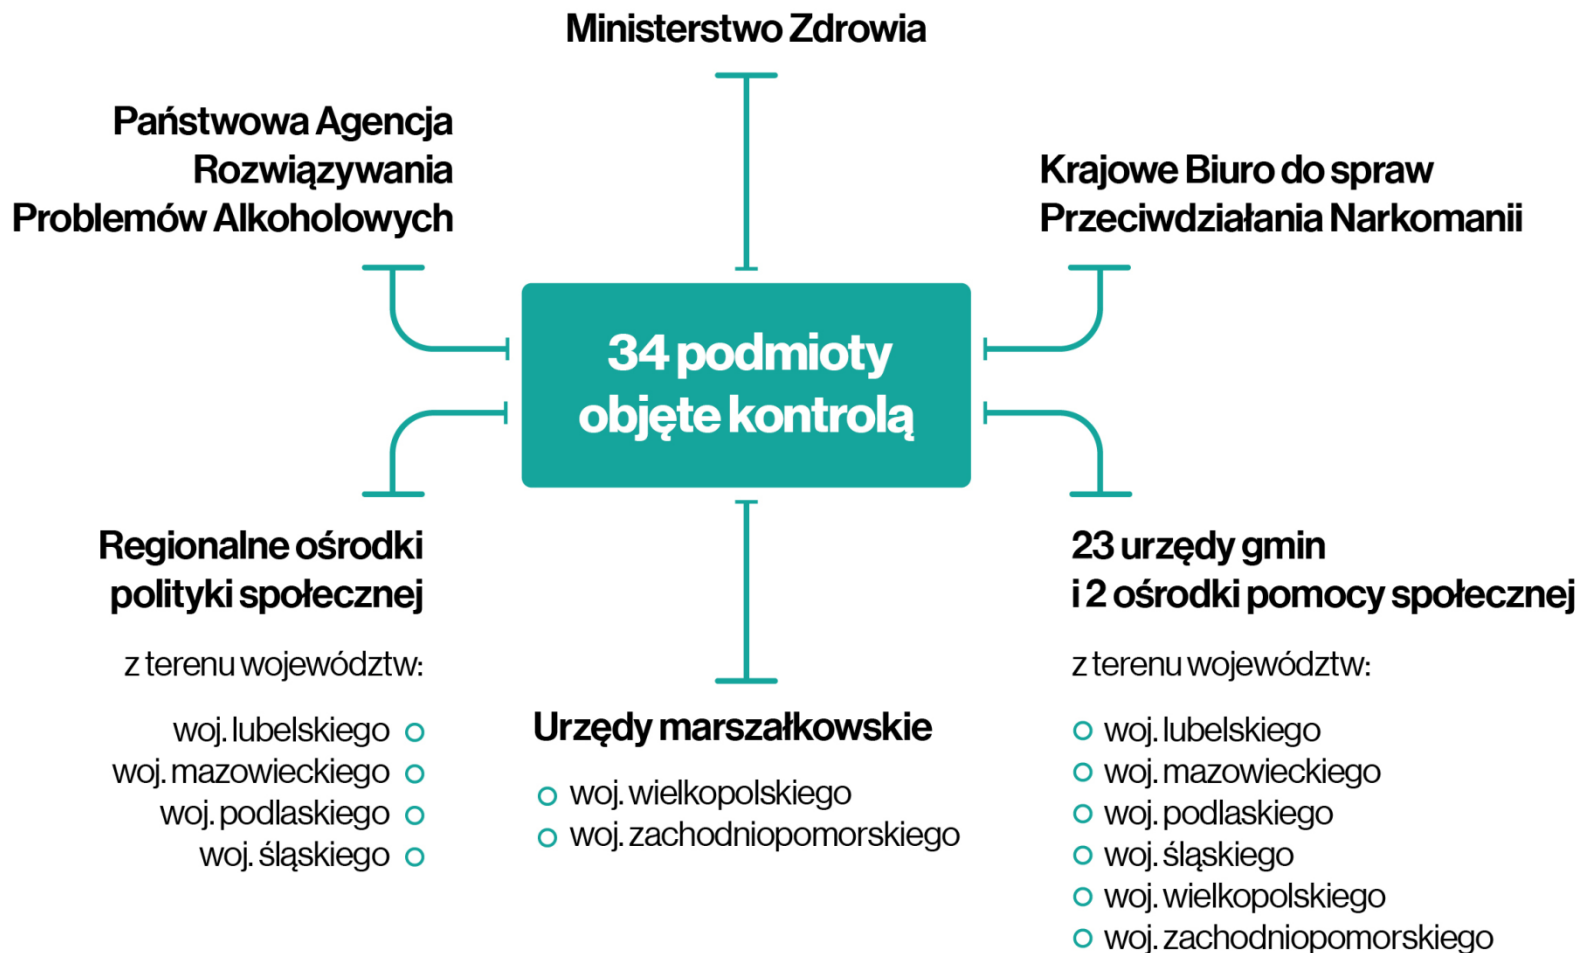 Ministerstwo Zdrowia
Państwowa Agencja
Rozwiązywania
Problemów Alkoholowych
Krajowe Biuro do spraw
Przeciwdziałania Narkomanii
34 podmioty
objęte kontrolą
Regionalne ośrodki
polityki społecznej
z terenu województw:
woj. lubelskiego
woj. mazowieckiego
woj. podlaskiego
woj. śląskiego
Urzędy marszałkowskie
woj. wielkopolskiego
woj. zachodniopomorskiego
23 urzędy gmin
i 2 ośrodki pomocy społecznej
z terenu województw:
woj. lubelskiego
woj. mazowieckiego
woj. podlaskiego
woj. śląskiego
woj. wielkopolskiego
woj. zachodniopomorskiego